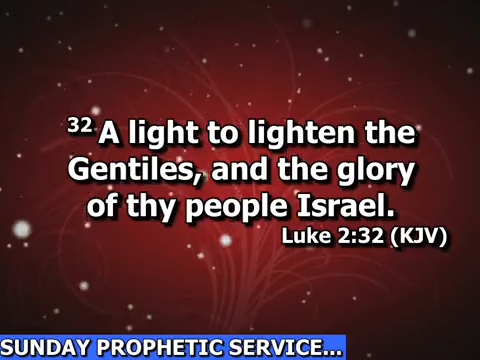 32 A light to lighten the
Gentiles, and the glory
of thy people Israel.
Luke 2:32 (KJV)
SUNDAY PROPHETIC SERVICE...